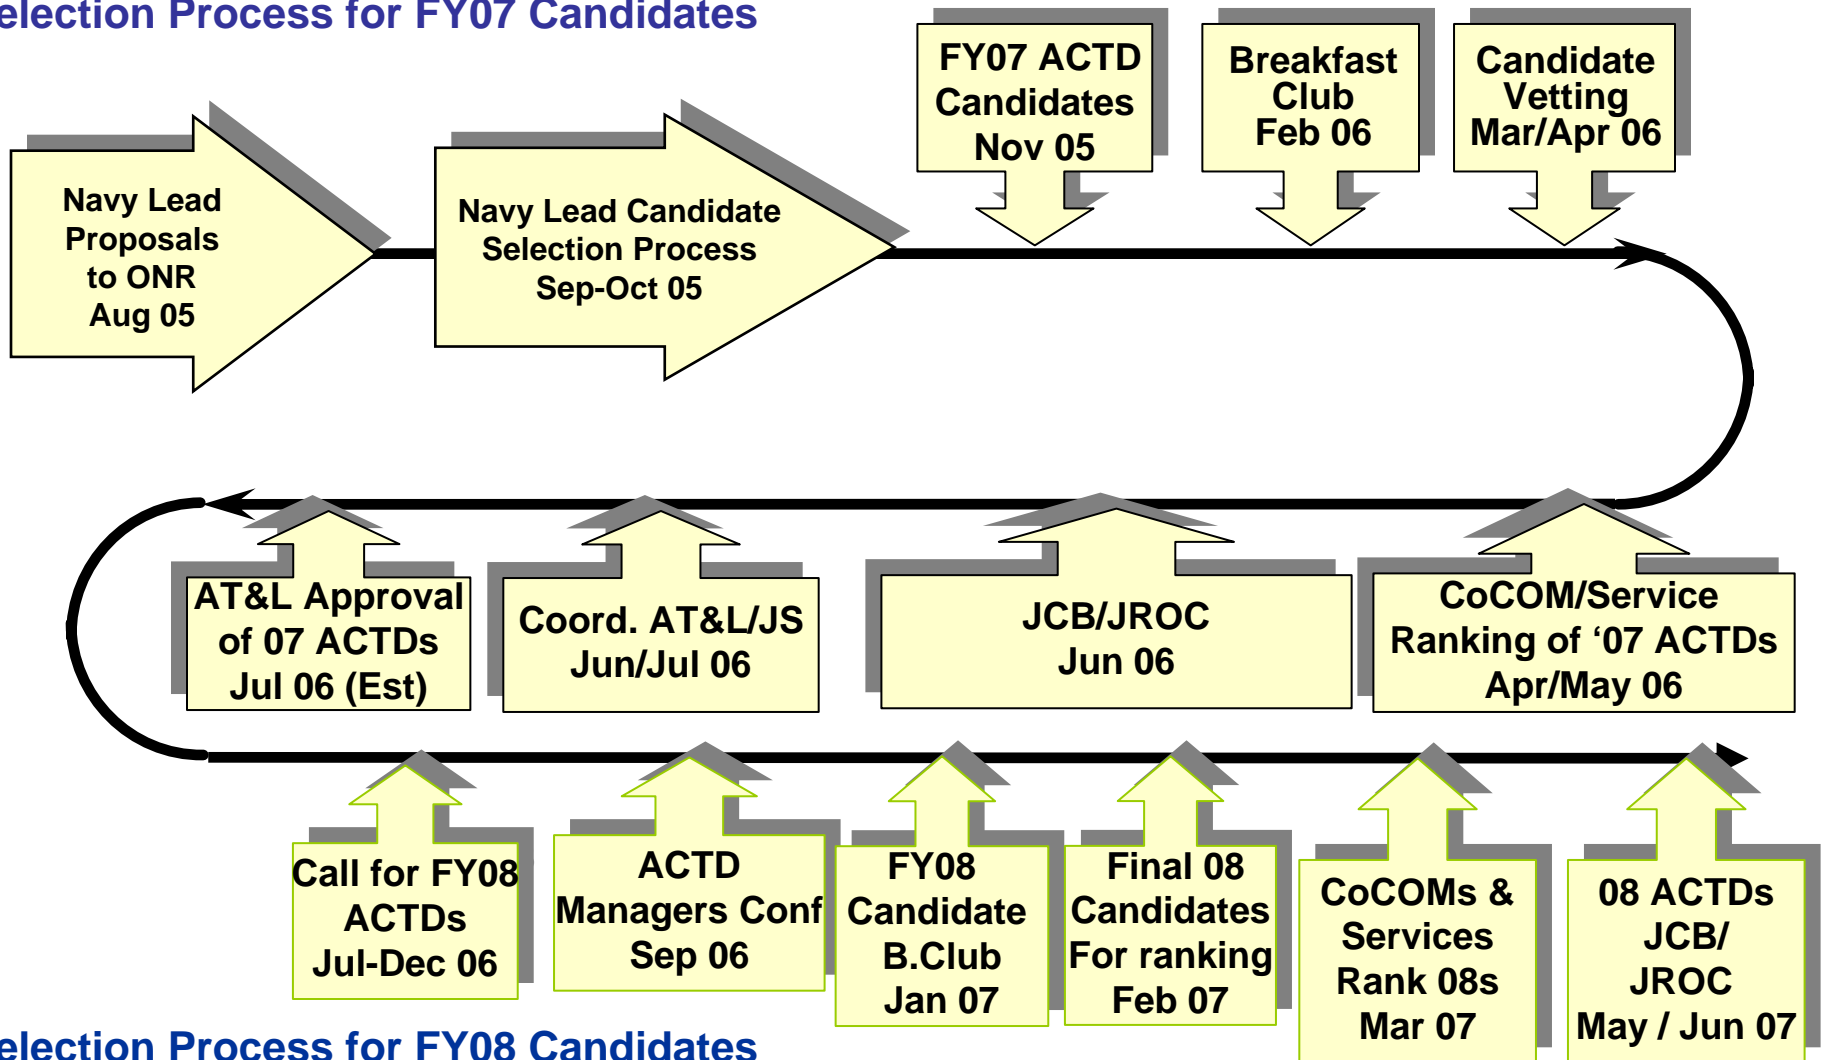 election Process for FY07 Candidates
Navy Lead
Proposals
to ONR
Aug 05
Navy Lead Candidate
Selection Process
Sep-Oct 05
FY07 ACTD
Candidates
Nov 05
Breakfast
Club
Feb 06
Candidate
Vetting
Mar/Apr 06
CoCOM/Service
Ranking of ‘07 ACTDs
Apr/May 06
JCB/JROC
Jun 06
Coord. AT&L/JS
Jun/Jul 06
AT&L Approval
of 07 ACTDs
Jul 06 (Est)
Call for FY08
ACTDs
Jul-Dec 06
ACTD
Managers Conf
Sep 06
FY08
Candidate
B.Club
Jan 07
Final 08
Candidates
For ranking
Feb 07
CoCOMs &
Services
Rank 08s
Mar 07
08 ACTDs
JCB/
JROC
May / Jun 07
election Process for FY08 Candidates